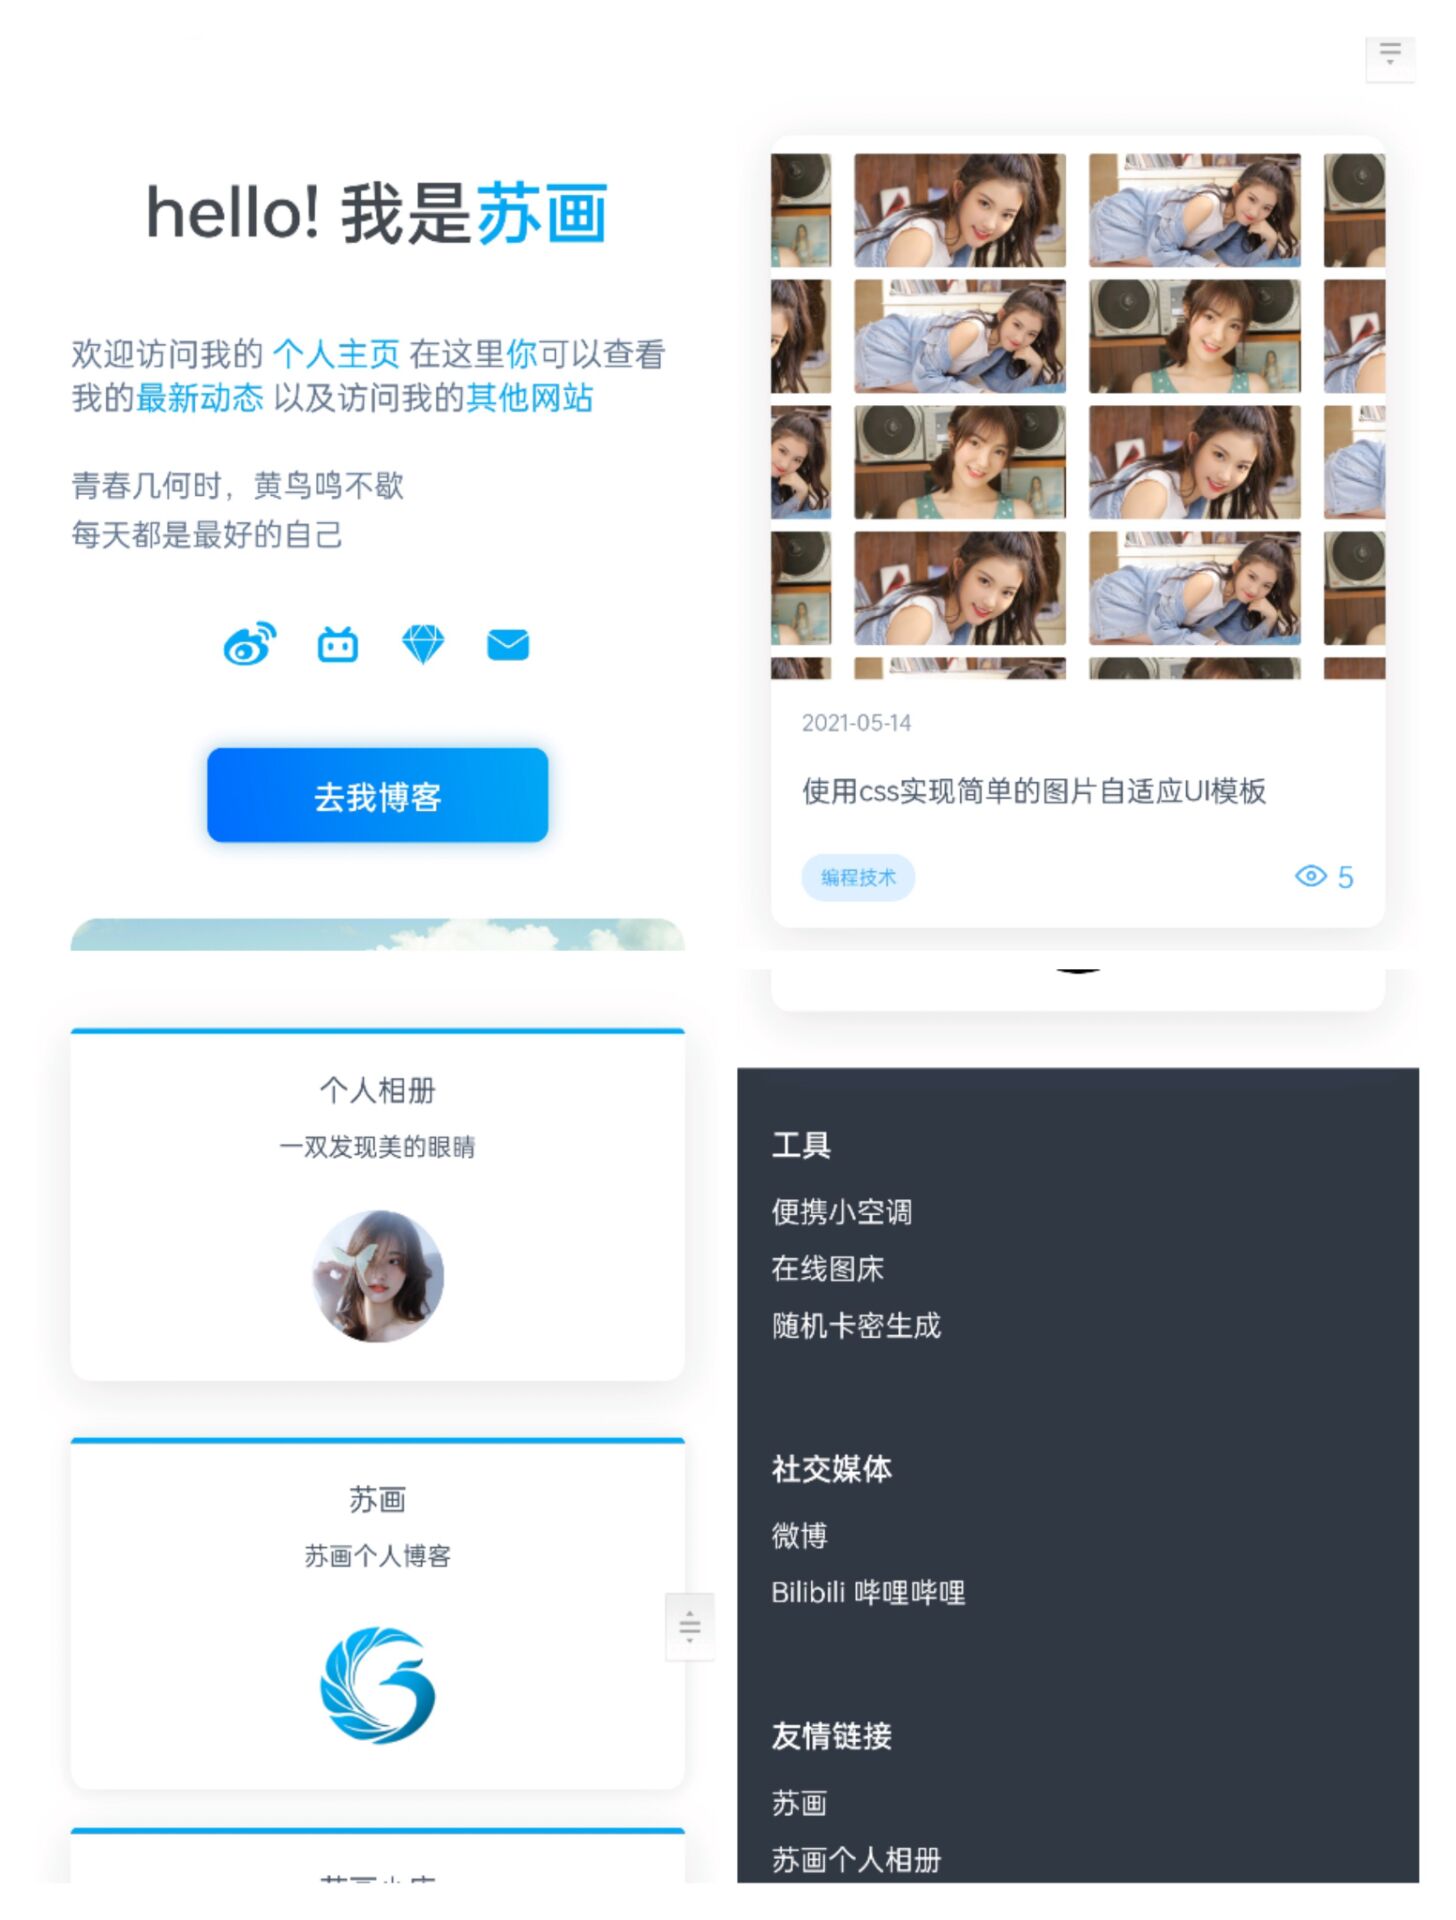 hello! 我是苏画
欢迎访问我的 个人主页 在这里你可以查看
我的最新动态 以及访问我的其他网站
青春几何时，黄鸟鸣不歇
每天都是最好的自己
去我博客
2021-05-14
使用css实现简单的图片自适应UI模板
编程技术
5
个人相册
一双发现美的眼睛
苏画
苏画个人博客
工具
便携小空调
在线图床
随机卡密生成
社交媒体
微博
Bilibili 哔哩哔哩
友情链接
苏画
苏画个人相册